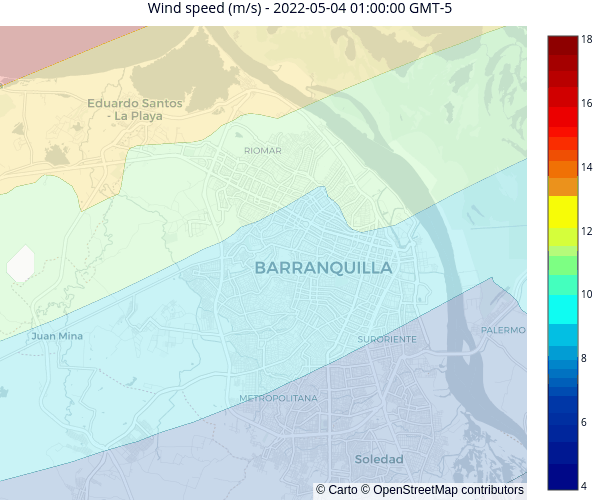 Wind speed (m/s) - 2022-05-04 01:00:00 GMT-5
18
16
14
12
10
8
6
4
Eduardo Santos
- La Playa
RIOMAR
BARRANQUILLA
Juan Mina
SURORIENTE
PALERMO
METROPOLITANA
Soledad
© Carto © OpenStreetMap contributors